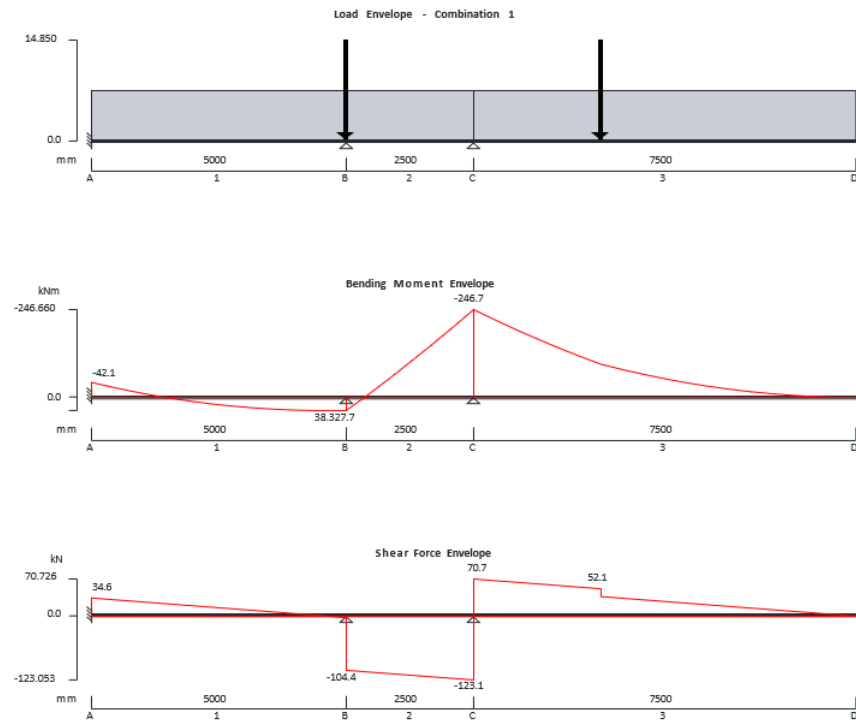 Load Envelope - Combination 1
14.850
0.0
mm 5000 2500 7500
A 1 B 2 C 3 D
Bending Moment Envelope
kNm
-246.7
-246.660
-42.1
0.0
38.327.7
mm 5000 2500 7500
A 1 B 2 C 3 D
Shear Force Envelope
kN
70.7
70.726
34.6 52.1
0.0
-104.4
-123.053 -123.1
mm 5000 2500 7500
A 1 B 2 C 3 D